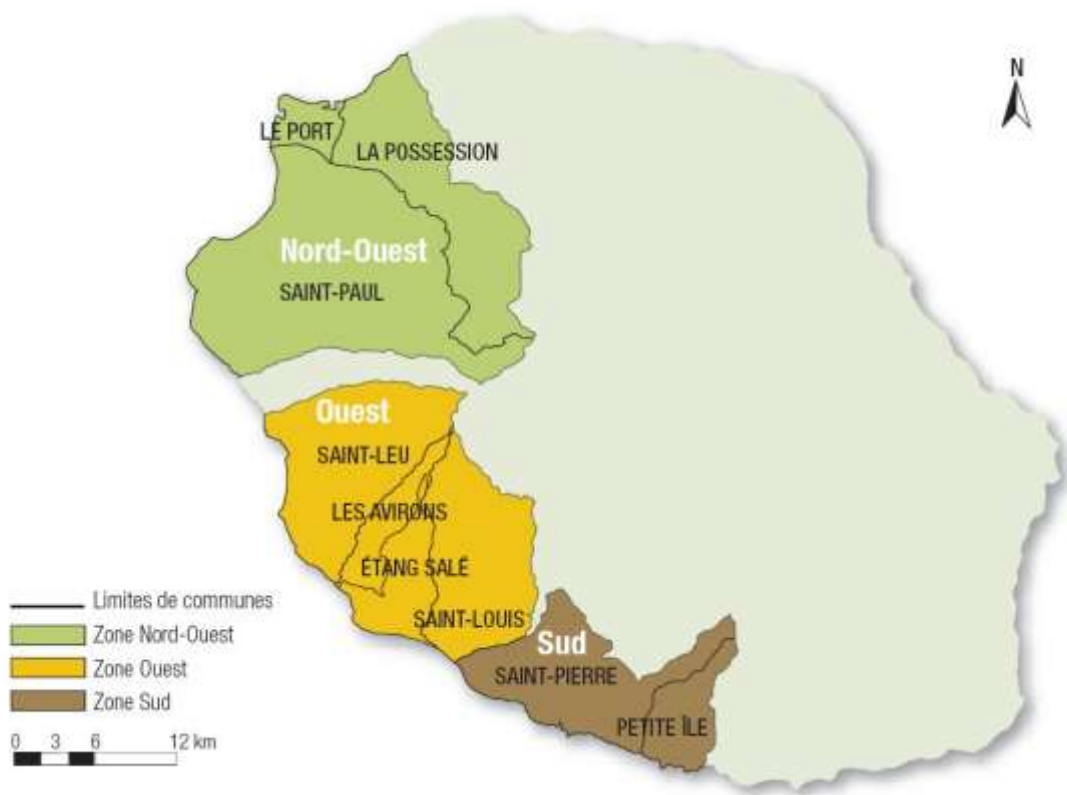 N
LE PORT
LA POSSESSION
Nord-Ouest
SAINT-PAUL
Ouest
SAINT-LEU
LES AVIRONS
ÉTANG SALÉ
SAINT-LOUIS
Sud
SAINT-PIERRE
PETITE ÎLE
Limites de communes
Zone Nord-Ouest
Zone Ouest
Zone Sud
0 3 6 12 km